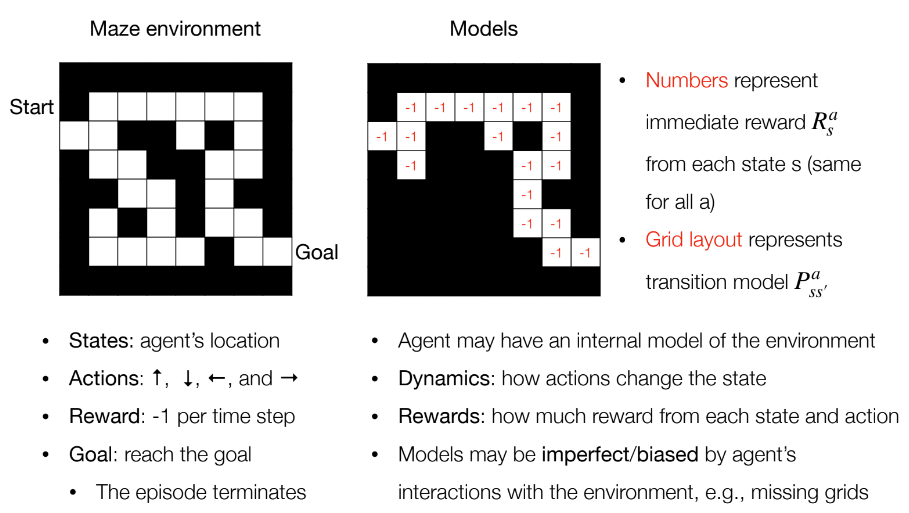 Maze environment
Models
Start
Goal
-1 -1 -1 -1 -1 -1
-1 -1 -1 -1
-1 -1 -1
-1
-1 -1
-1 -1
• Numbers represent
immediate reward $R_s^a$
from each state s (same
for all a)
• Grid layout represents
transition model $P_{ss'}^a$
• States: agent’s location
• Actions: ↑, ↓, ←, and →
• Reward: -1 per time step
• Goal: reach the goal
• The episode terminates
• Agent may have an internal model of the environment
• Dynamics: how actions change the state
• Rewards: how much reward from each state and action
• Models may be imperfect/biased by agent’s
interactions with the environment, e.g., missing grids